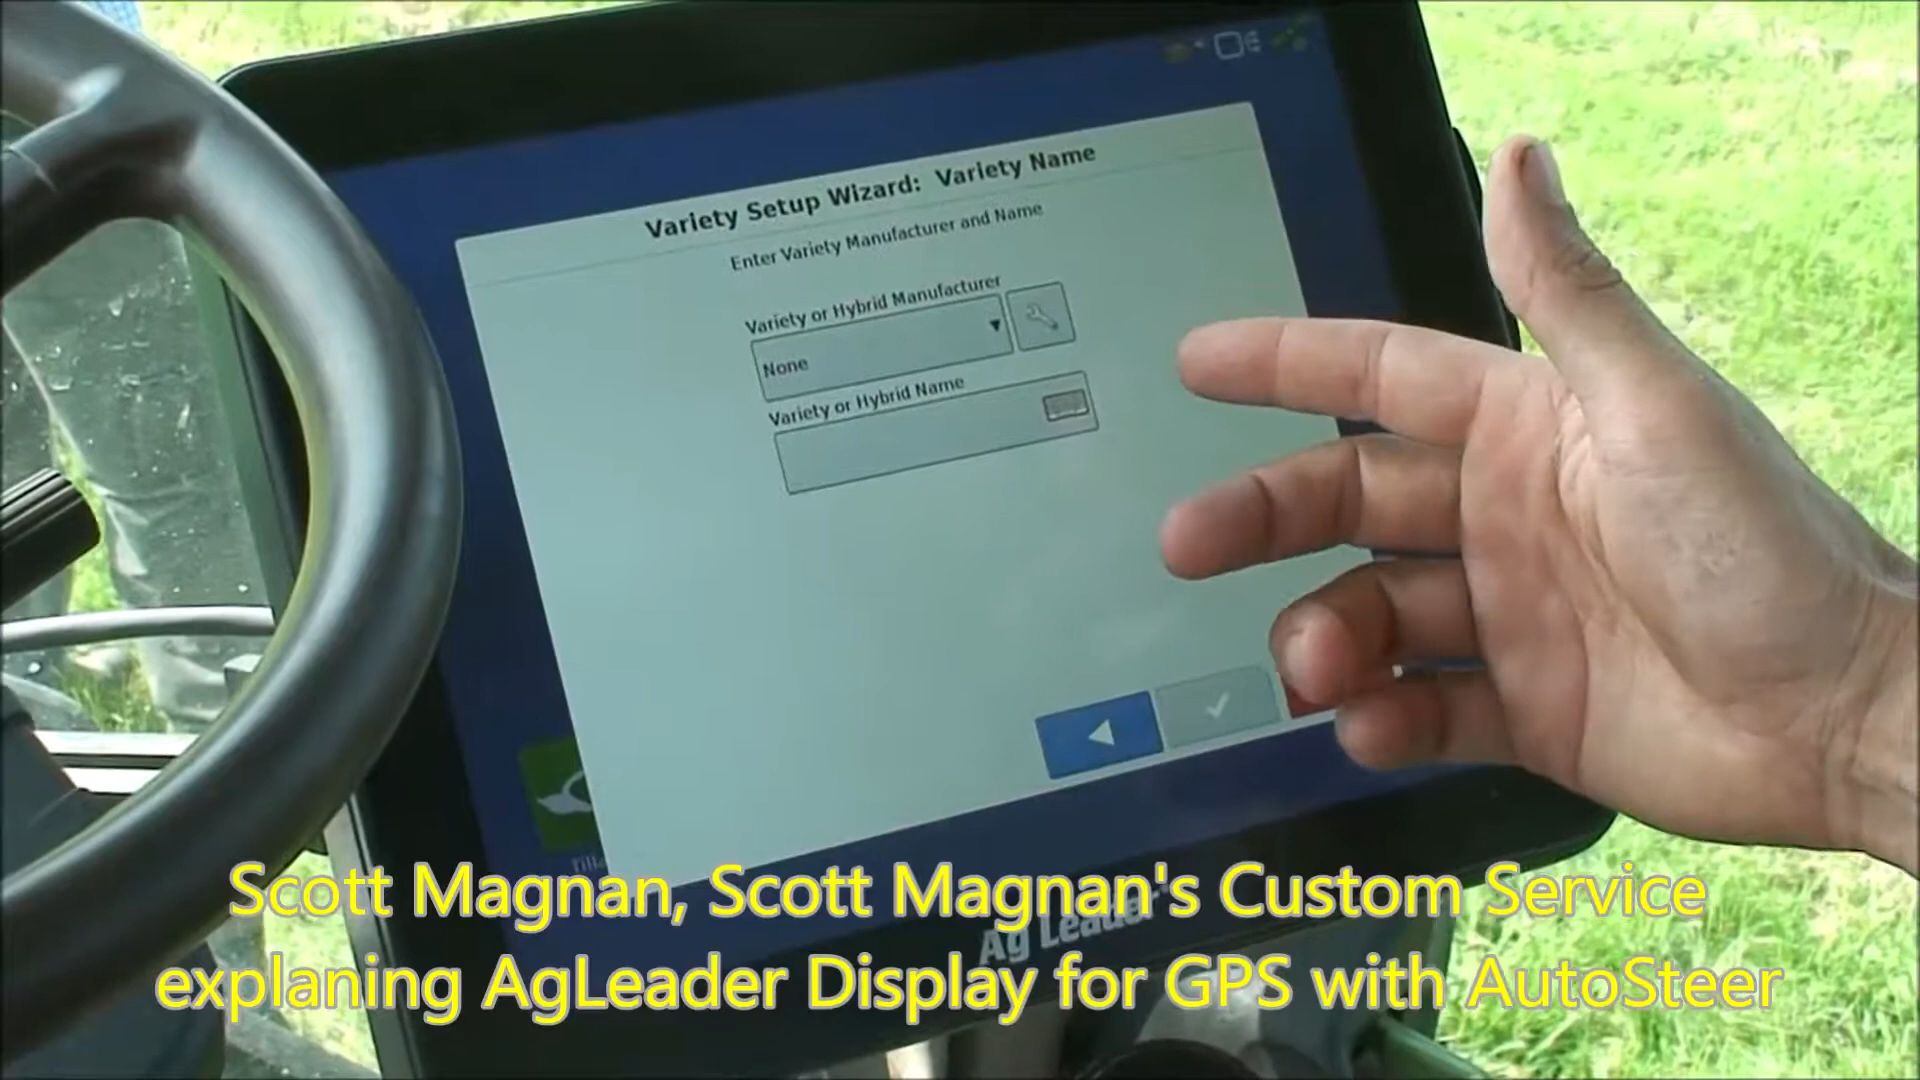 Variety Setup Wizard: Variety Name
Enter Variety Manufacturer and Name
Variety or Hybrid Manufacturer
None
Variety or Hybrid Name
Scott Magnan, Scott Magnan's Custom Service
Ag Leader
explaning AgLeader Display for GPS with AutoSteer